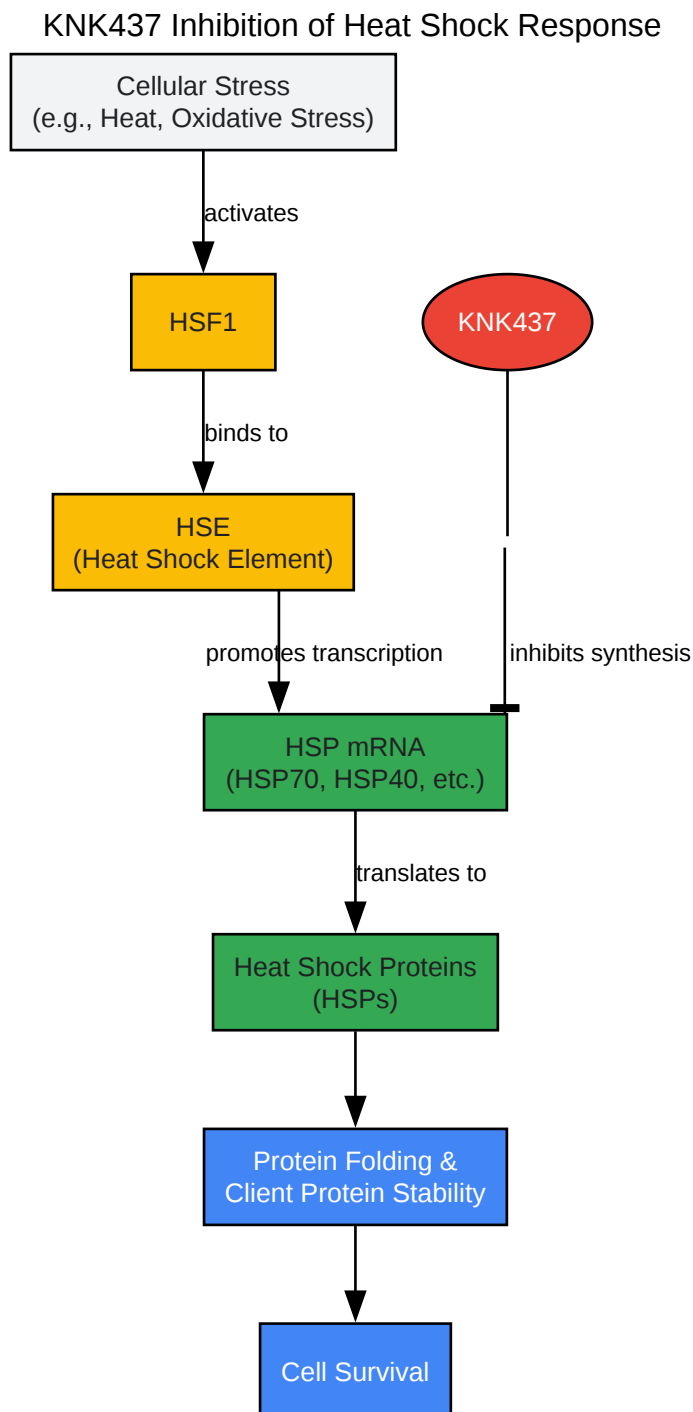 KNK437 Inhibition of Heat Shock Response
Cellular Stress
(e.g., Heat, Oxidative Stress)
activates
HSF1
KNK437
binds to
HSE
(Heat Shock Element)
promotes transcription
inhibits synthesis
HSP mRNA
(HSP70, HSP40, etc.)
translates to
Heat Shock Proteins
(HSPs)
Protein Folding &
Client Protein Stability
Cell Survival